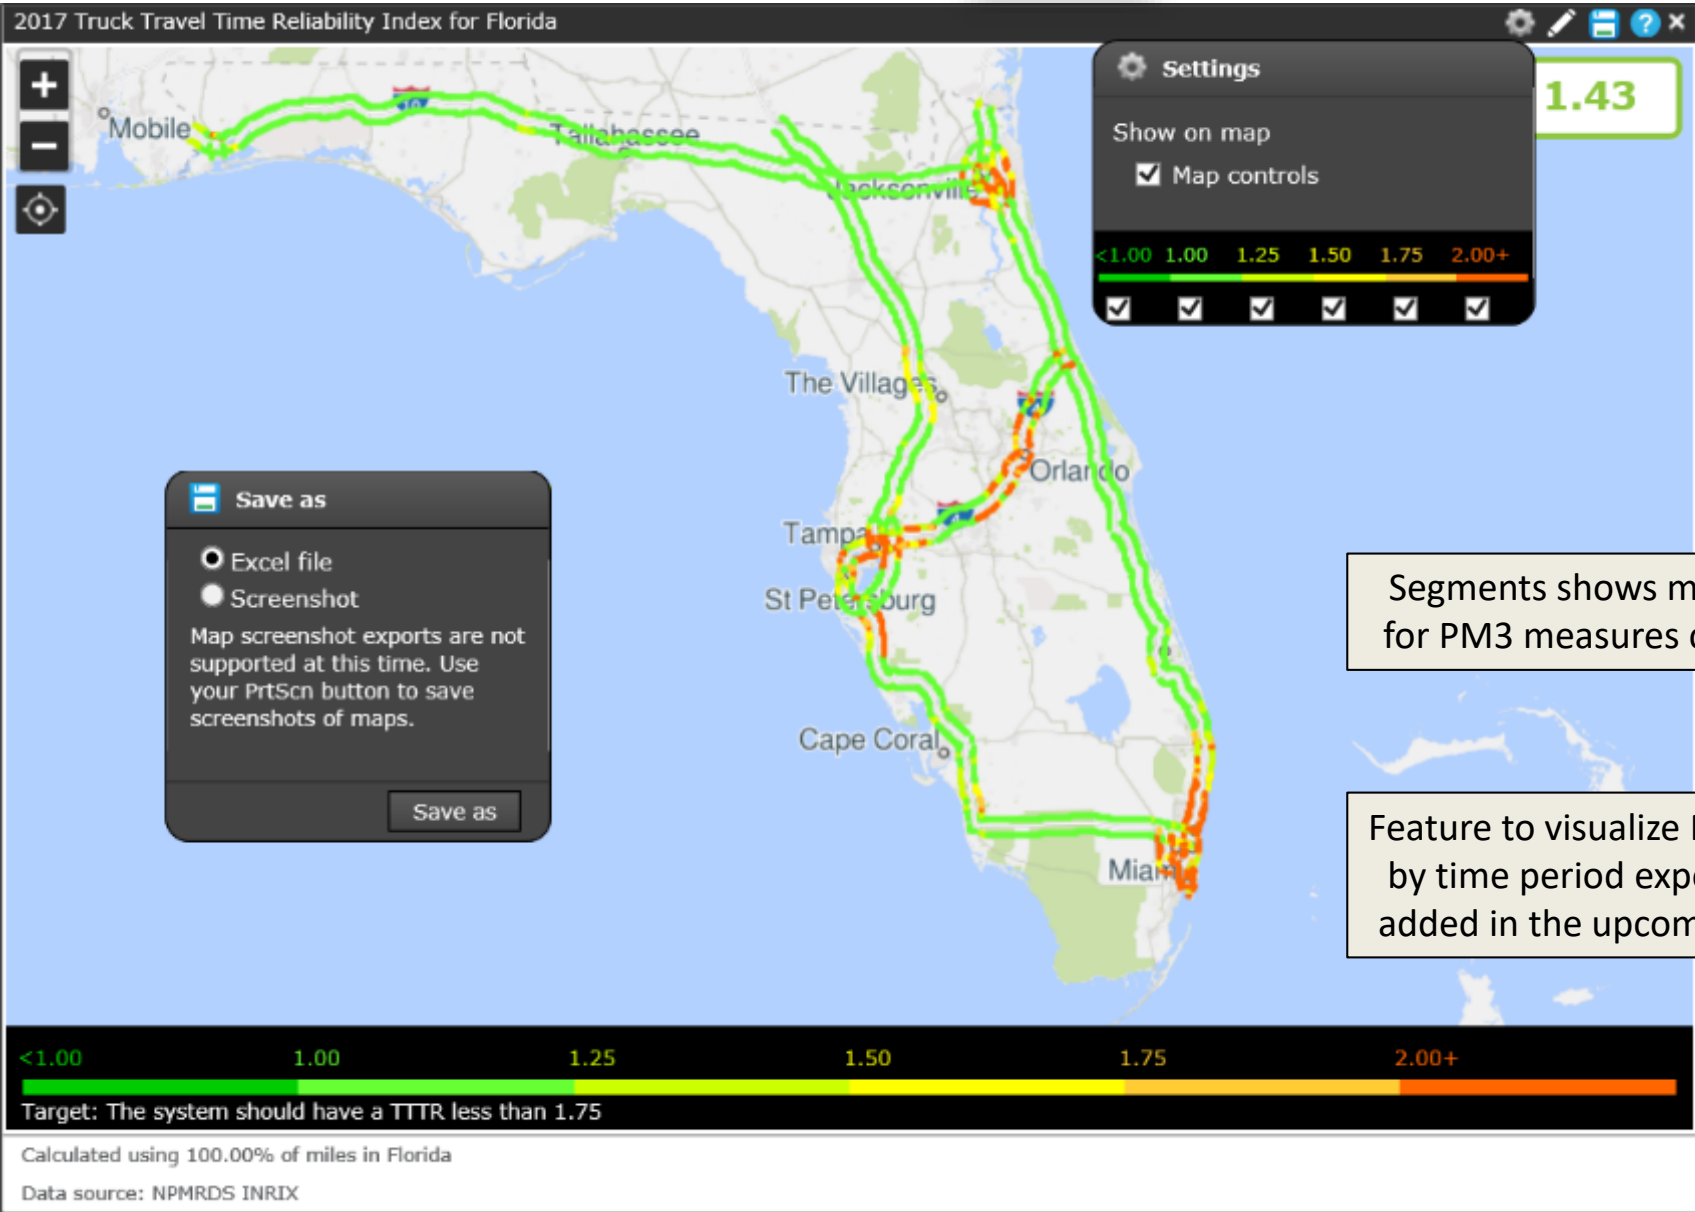 2017 Truck Travel Time Reliability Index for Florida
Settings
1.43
Show on map
Map controls
<1.00 1.00 1.25 1.50 1.75 2.00+
Mobile
10
Tallahassee
Jacksonville
The Villages
Orlando
Tampa
St Petersburg
Cape Coral
Miami
Save as
Excel file
Screenshot
Map screenshot exports are not
supported at this time. Use
your PrtScn button to save
screenshots of maps.
Save as
Segments shows m
for PM3 measures
Feature to visualize
by time period exp
added in the upcom
<1.00 1.00 1.25 1.50 1.75 2.00+
Target: The system should have a TTTR less than 1.75
Calculated using 100.00% of miles in Florida
Data source: NPMRDS INRIX